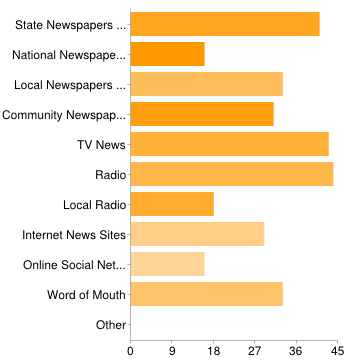 State Newspapers ...
National Newspape...
Local Newspapers ...
Community Newspap...
TV News
Radio
Local Radio
Internet News Sites
Online Social Net...
Word of Mouth
Other
0 9 18 27 36 45